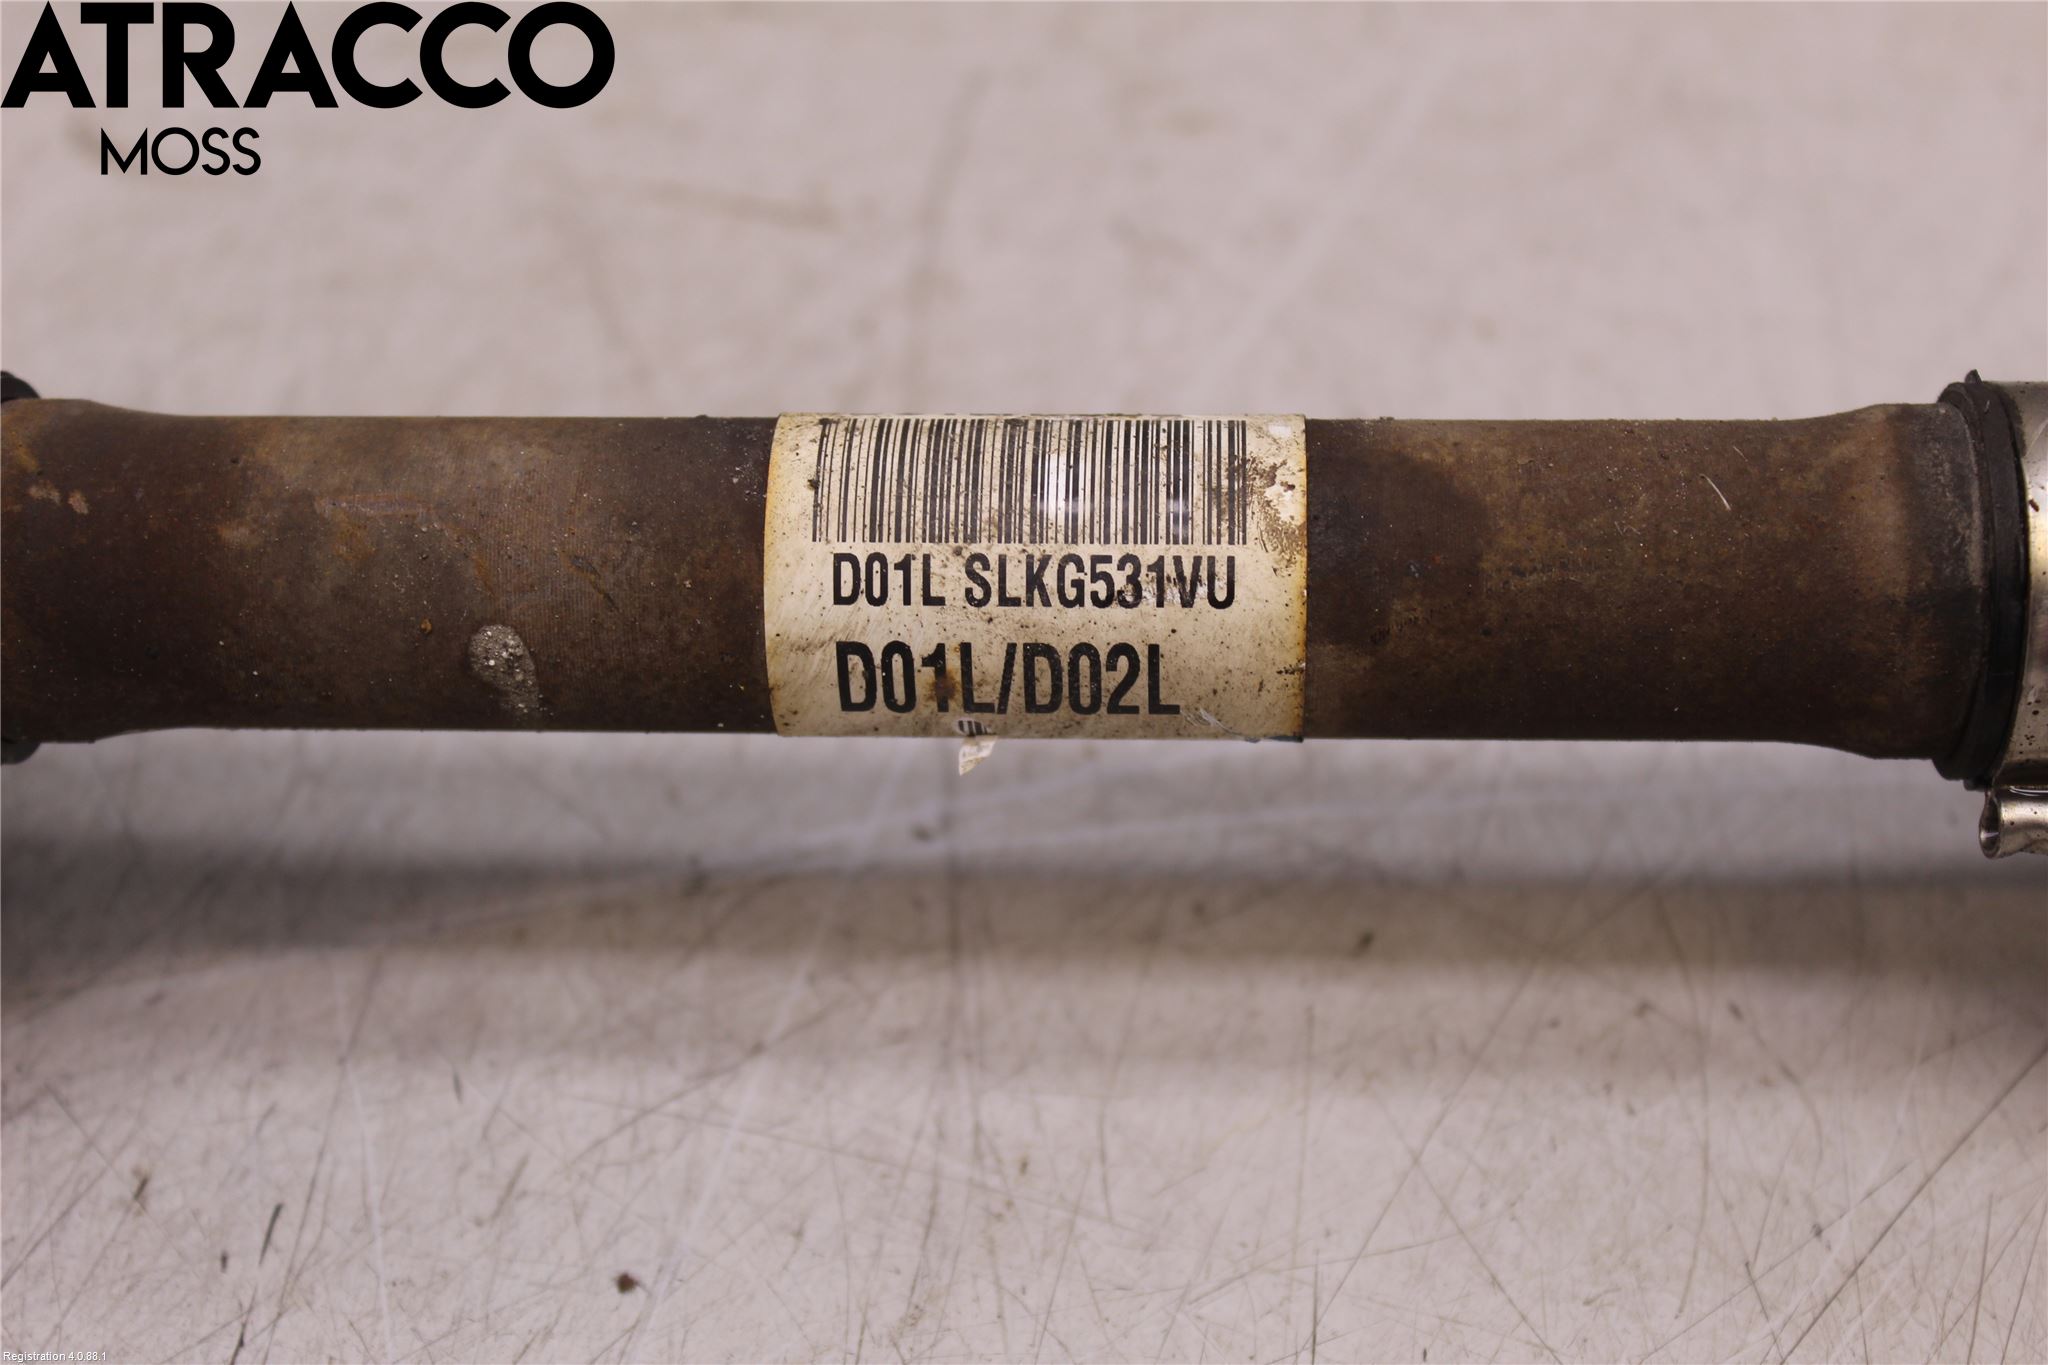 ATRACCO
MOSS
D01L SLKG531VU
D01L/D02L
Registration 4.0.88.1